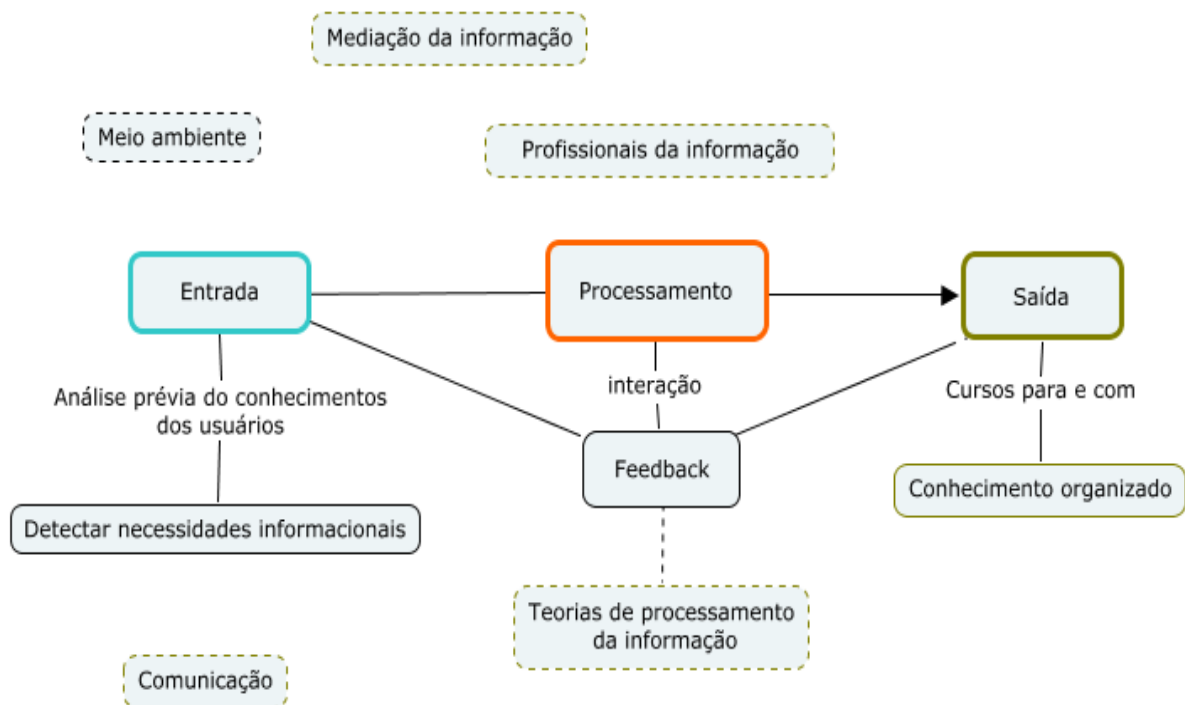 Mediação da informação
Meio ambiente
Profissionais da informação
Entrada
Processamento
Saída
Análise prévia do conhecimentos
dos usuários
interação
Cursos para e com
Feedback
Conhecimento organizado
Detectar necessidades informacionais
Teorias de processamento
da informação
Comunicação